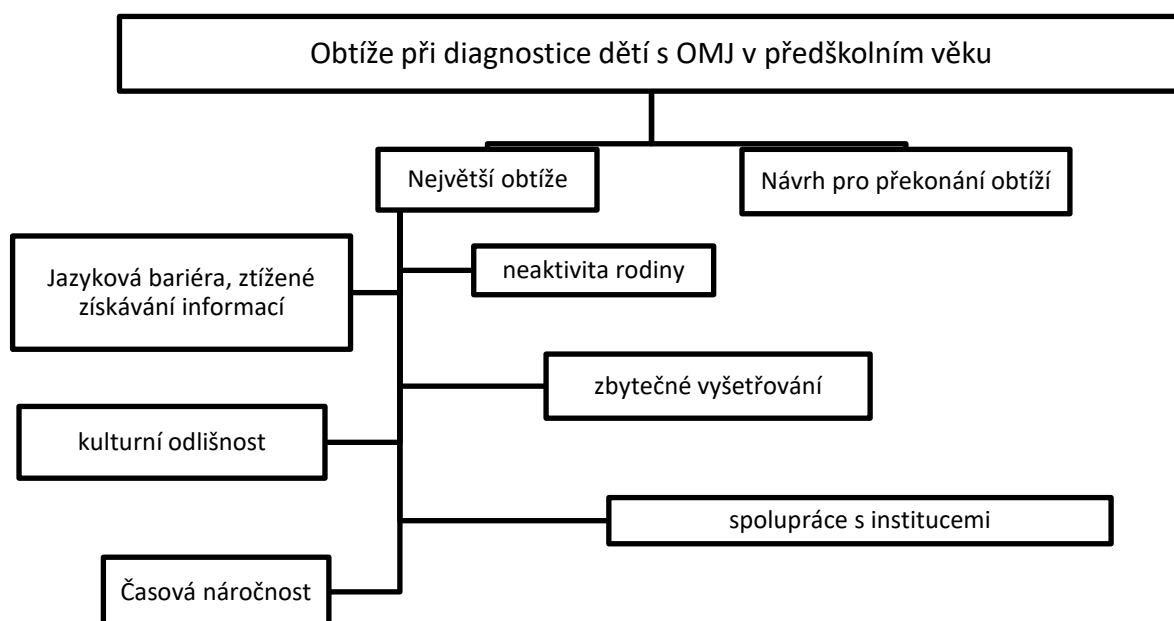 Obtíže při diagnostice dětí s OMJ v předškolním věku
Největší obtíže
Návrh pro překonání obtíží
Jazyková bariéra, ztížené
získávání informací
neaktivita rodiny
zbytečné vyšetřování
kulturní odlišnost
spolupráce s institucemi
Časová náročnost